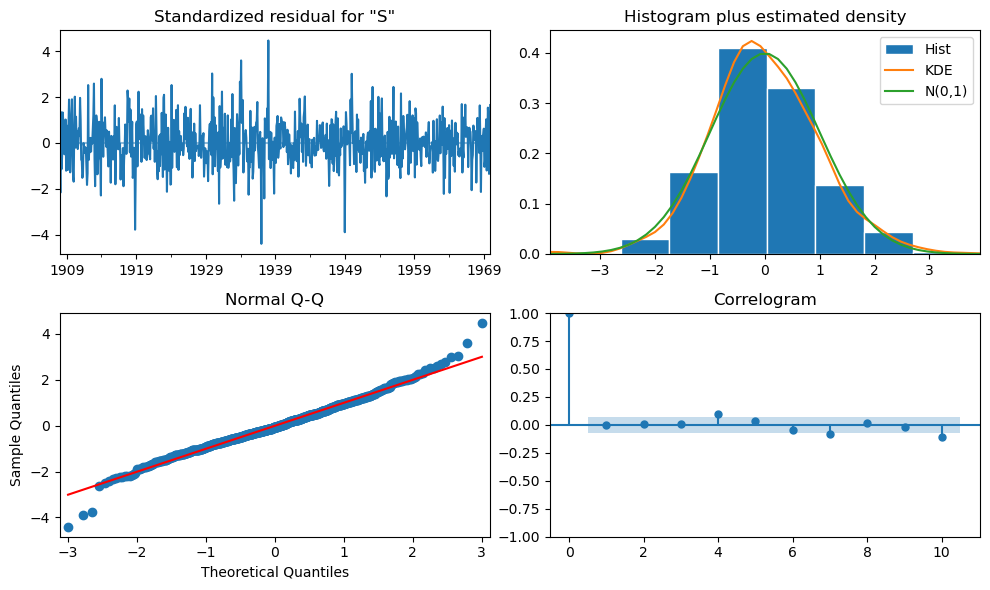 Standardized residual for "S"
4
2
0
−2
−4
1909 1919 1929 1939 1949 1959 1969
Histogram plus estimated density
0.4
0.3
0.2
0.1
0.0
−3 −2 −1 0 1 2 3
Hist
KDE
N(0,1)
Normal Q-Q
Sample Quantiles
4
2
0
−2
−4
−3 −2 −1 0 1 2 3
Theoretical Quantiles
Correlogram
1.00
0.75
0.50
0.25
0.00
−0.25
−0.50
−0.75
−1.00
0 2 4 6 8 10